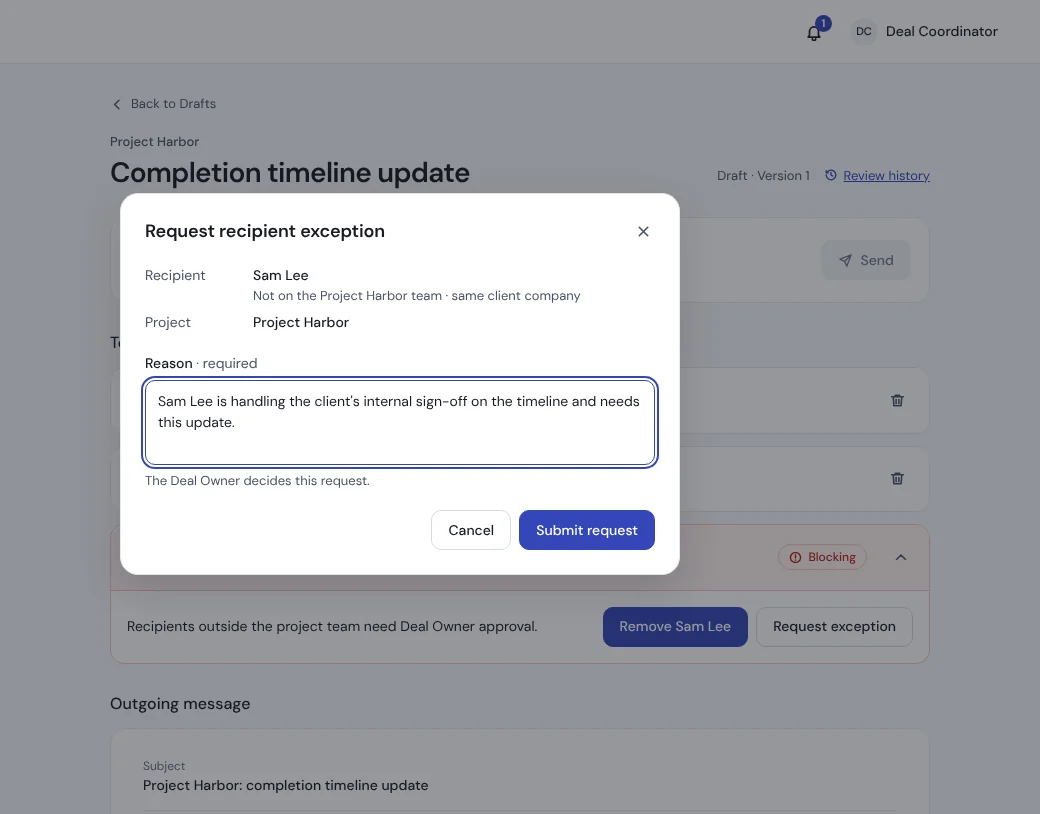 1
DC Deal Coordinator
Back to Drafts
Project Harbor
Completion timeline update
Draft · Version 1 Review history
Send
Request recipient exception
Recipient Sam Lee
Not on the Project Harbor team · same client company
Project Project Harbor
Reason · required
Sam Lee is handling the client's internal sign-off on the timeline and needs
this update.
The Deal Owner decides this request.
Cancel Submit request
Blocking
Recipients outside the project team need Deal Owner approval.
Remove Sam Lee Request exception
Outgoing message
Subject
Project Harbor: completion timeline update